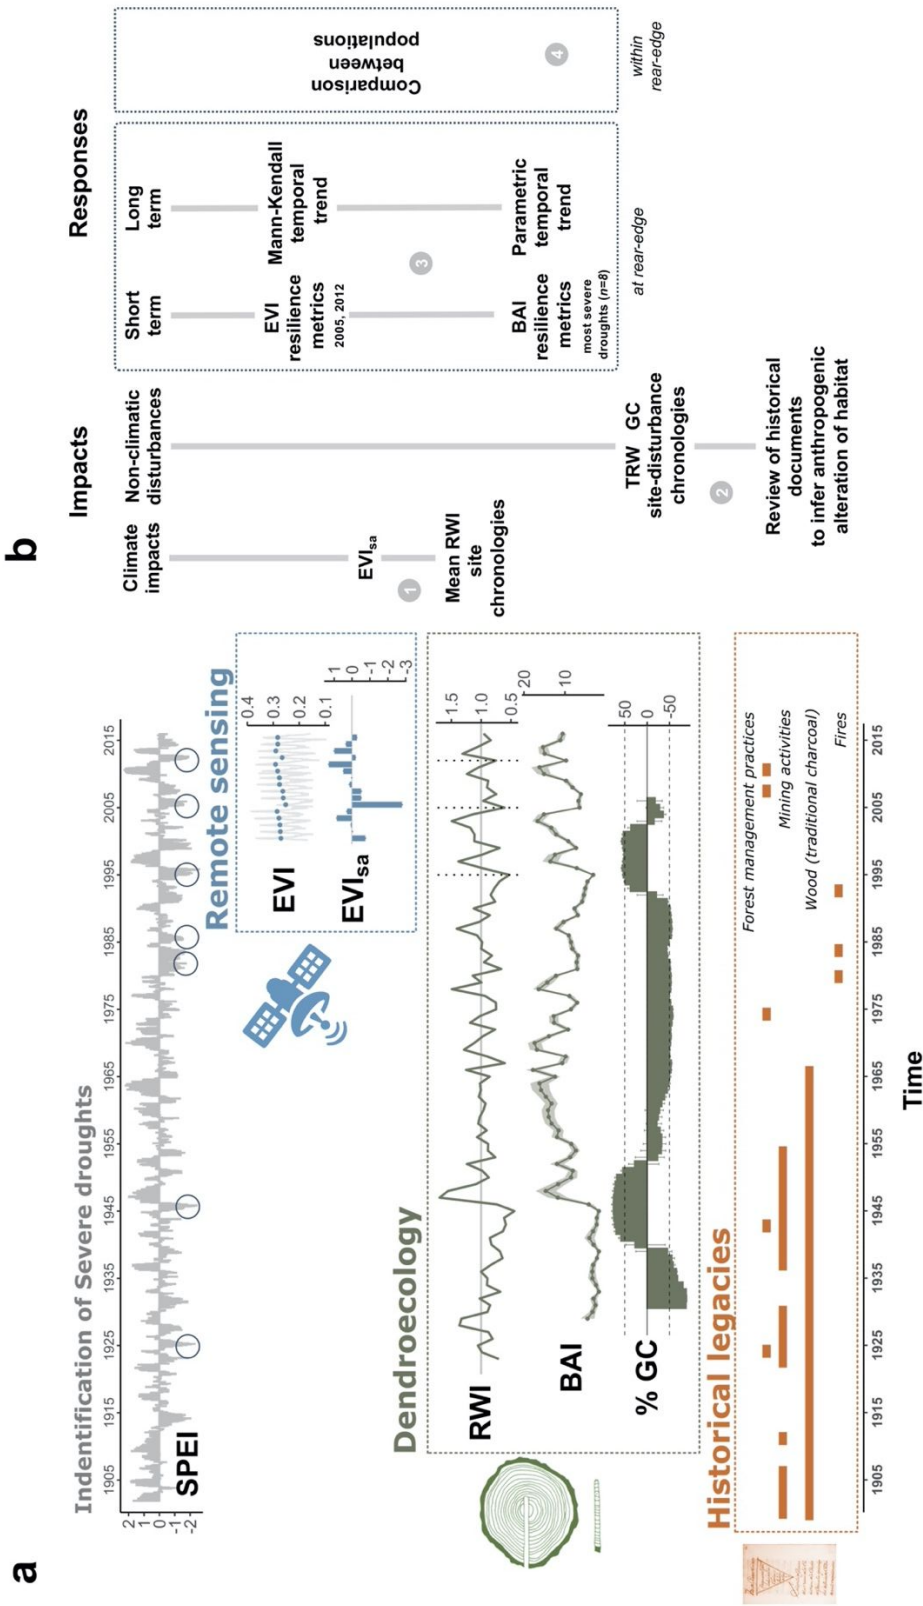 a
Indentification of Severe droughts
2
1
0
-1
-2
SPEI
1905
1915
1925
1935
1945
1955
1965
1975
1985
1995
2005
2015
Remote sensing
EVI
0.4
0.3
0.2
0.1
EVIsa
1
0
-1
-2
-3
Dendroecology
RWI
1.5
1.0
0.5
BAI
20
10
% GC
50
0
-50
Historical legacies
Forest management practices
Mining activities
Wood (traditional charcoal)
Fires
1905
1915
1925
1935
1945
1955
1965
1975
1985
1995
2005
2015
Time
b
Impacts
Responses
Climate
impacts
Non-climatic
disturbances
Short
term
Long
term
EVIsa
1
Mean RWI
site
chronologies
TRW GC
site-disturbance
chronologies
2
Review of historical
documents
to infer anthropogenic
alteration of habitat
EVI
resilience
metrics
2005, 2012
Mann-Kendall
temporal
trend
3
BAI
resilience
metrics
most severe
droughts (n=8)
Parametric
temporal
trend
at rear-edge
Comparison
between
populations
4
within
rear-edge